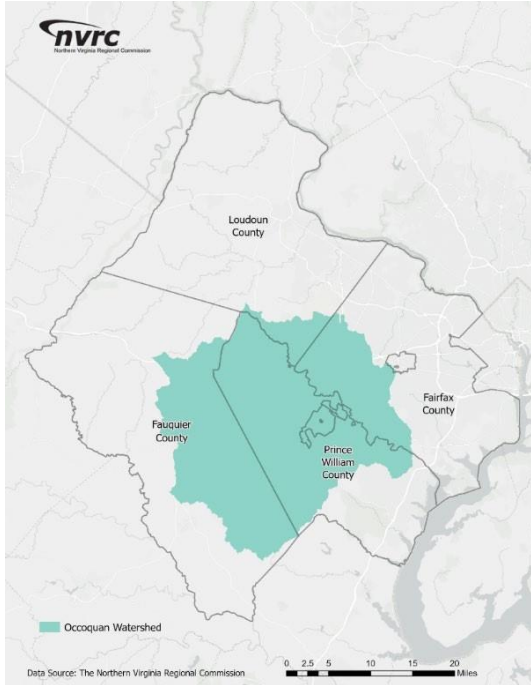 nvrc
Northern Virginia Regional Commission
Loudoun
County
Fairfax
County
Fauquier
County
Prince
William
County
Occoquan Watershed
Data Source: The Northern Virginia Regional Commission
0 2.5 5 10 15 20
Miles